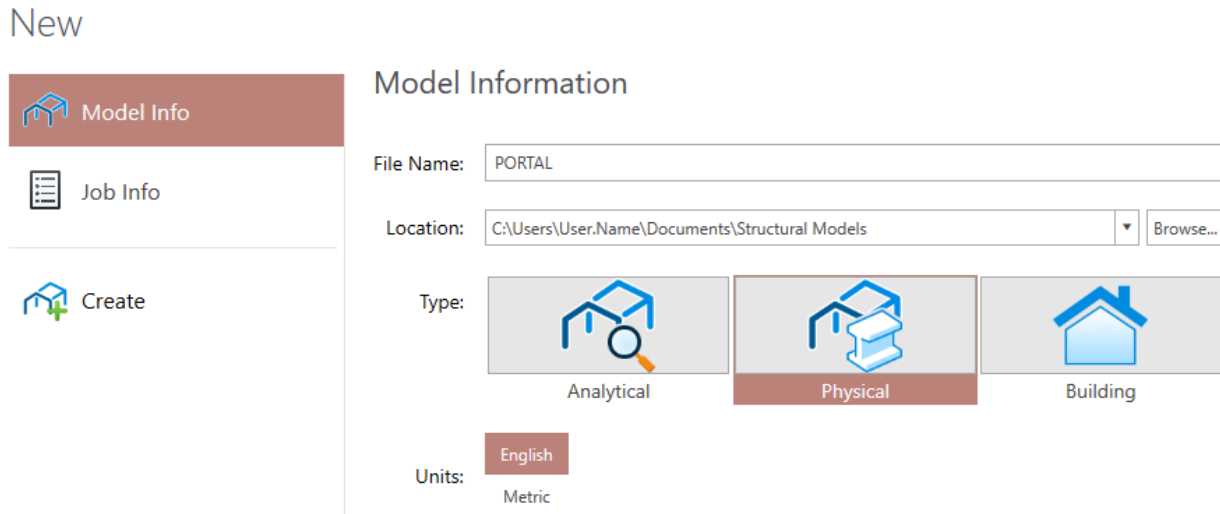 New
Model Info
Job Info
Create
Model Information
File Name: PORTAL
Location: C:\Users\User.Name\Documents\Structural Models Browse...
Type:
Analytical Physical Building
Units: English
Metric